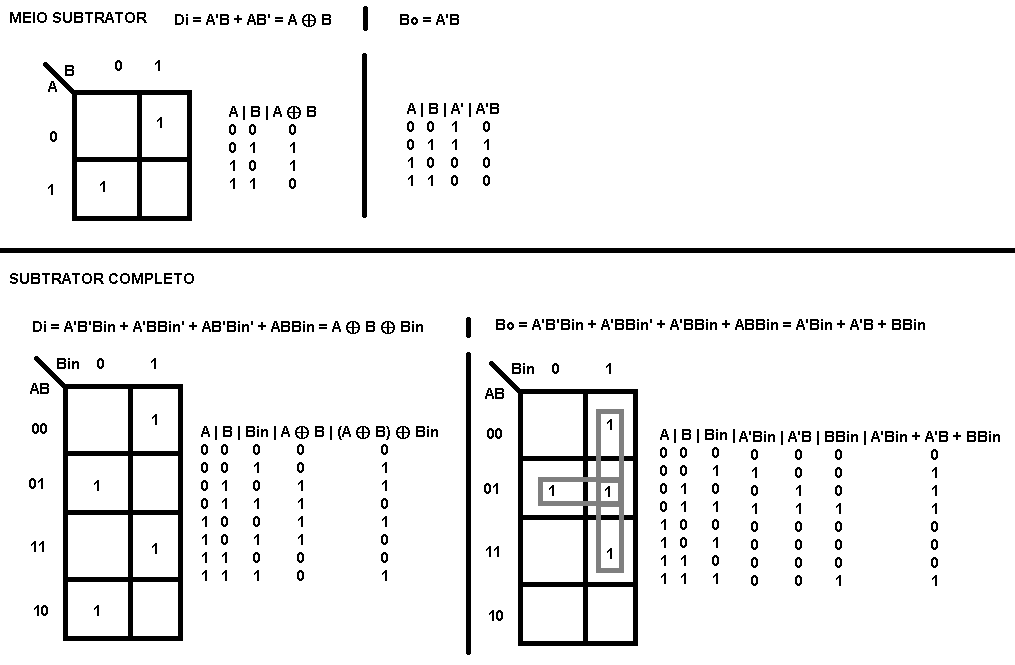 MEIO SUBTRATOR
Di = A'B + AB' = A ⊕ B
Bo = A'B
B
A
0 1
0 1
1 1
A | B | A ⊕ B
0 0 0
0 1 1
1 0 1
1 1 0
A | B | A' | A'B
0 0 1 0
0 1 1 1
1 0 0 0
1 1 0 0
SUBTRATOR COMPLETO
Di = A'B'Bin + A'BBin' + AB'Bin' + ABBin = A ⊕ B ⊕ Bin
Bin 0 1
AB
00 1
01 1
11 1
10 1
A | B | Bin | A ⊕ B | (A ⊕ B) ⊕ Bin
0 0 0 0 0
0 0 1 0 1
0 1 0 1 1
0 1 1 1 0
1 0 0 1 1
1 0 1 1 0
1 1 0 0 0
1 1 1 0 1
Bo = A'B'Bin + A'BBin' + A'BBin + ABBin = A'Bin + A'B + BBin
Bin 0 1
AB
00 1
01 1 1
11 1
10
A | B | Bin | A'Bin | A'B | BBin | A'Bin + A'B + BBin
0 0 0 0 0 0 0
0 0 1 1 0 0 1
0 1 0 0 1 0 1
0 1 1 1 1 1 1
1 0 0 0 0 0 0
1 0 1 0 0 0 0
1 1 0 0 0 0 0
1 1 1 0 0 1 1